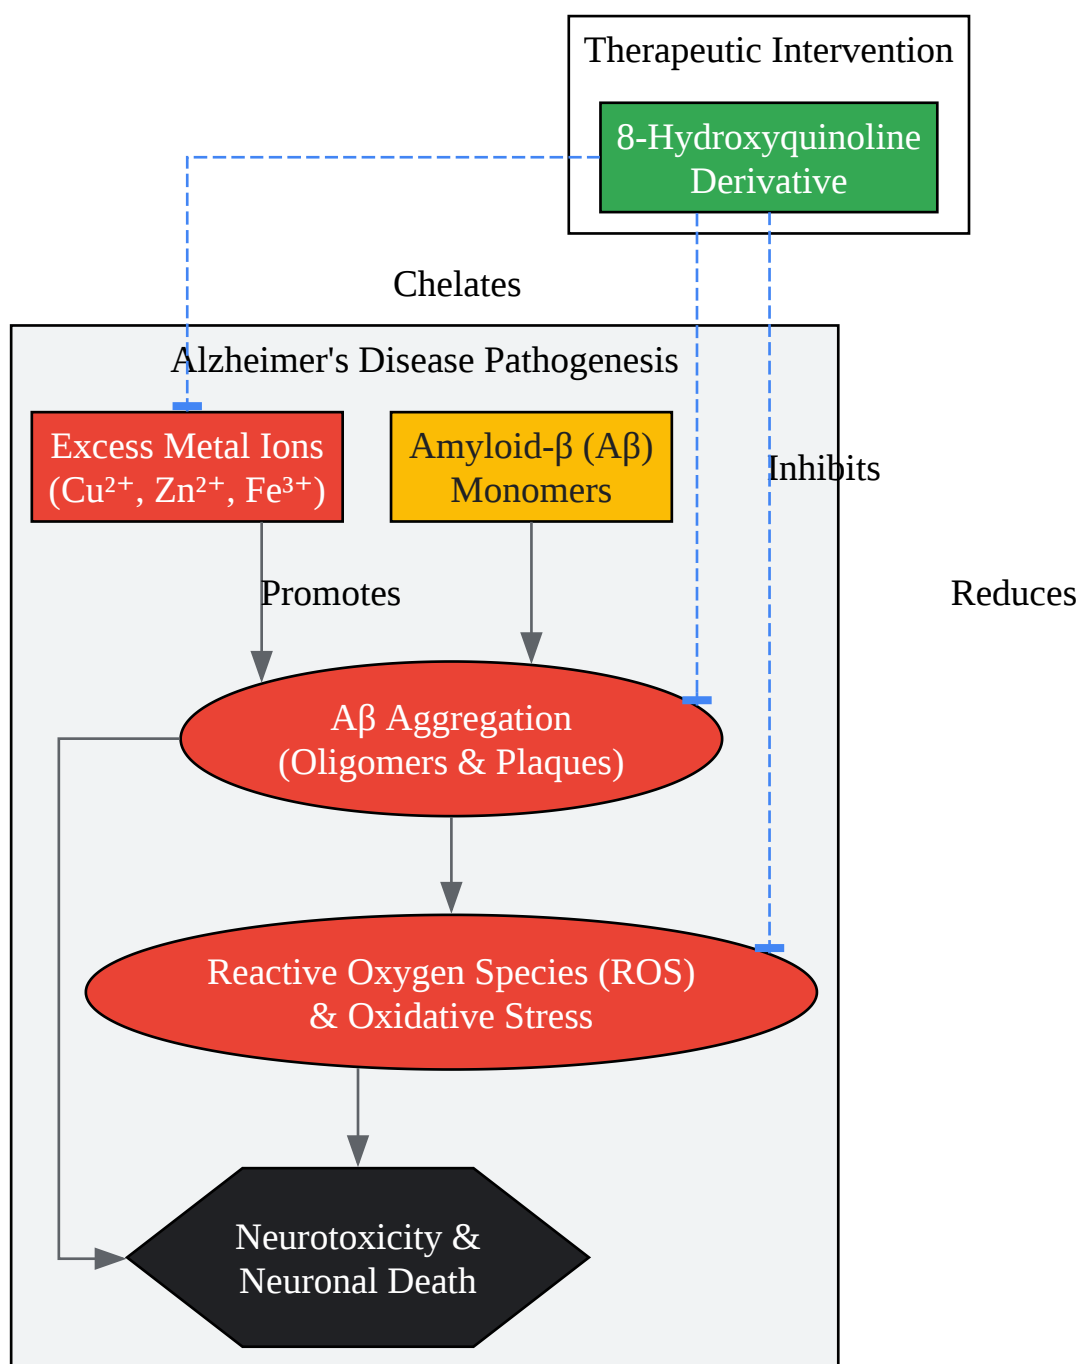 Therapeutic Intervention
8-Hydroxyquinoline
Derivative
Chelates
Alzheimer's Disease Pathogenesis
Excess Metal Ions
(Cu²⁺, Zn²⁺, Fe³⁺)
Amyloid-β (Aβ)
Monomers
Inhibits
Promotes
Reduces
Aβ Aggregation
(Oligomers & Plaques)
Reactive Oxygen Species (ROS)
& Oxidative Stress
Neurotoxicity &
Neuronal Death